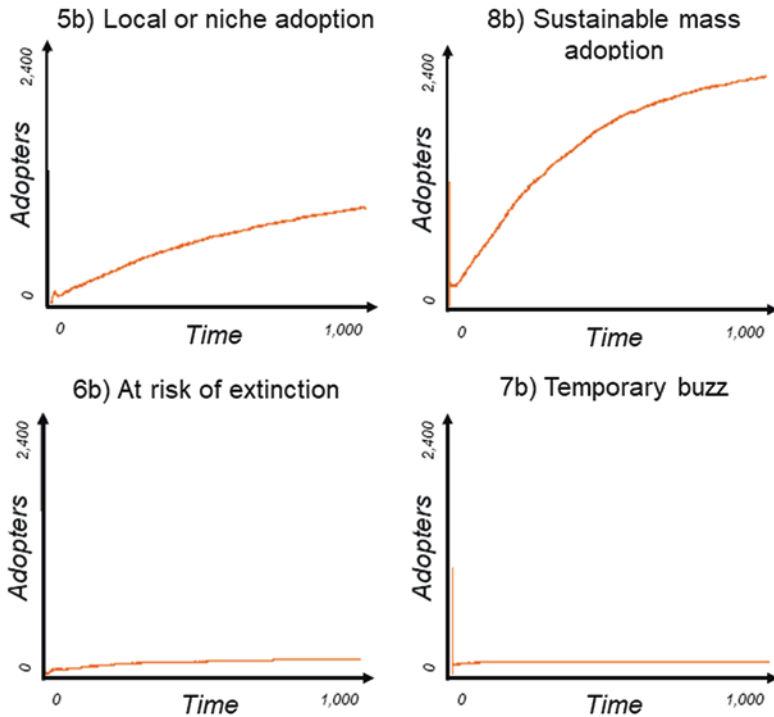 5b) Local or niche adoption
2,400
Adopters
0
0
1,000
Time
8b) Sustainable mass
adoption
2,400
Adopters
0
0
1,000
Time
6b) At risk of extinction
2,400
Adopters
0
0
1,000
Time
7b) Temporary buzz
2,400
Adopters
0
0
1,000
Time